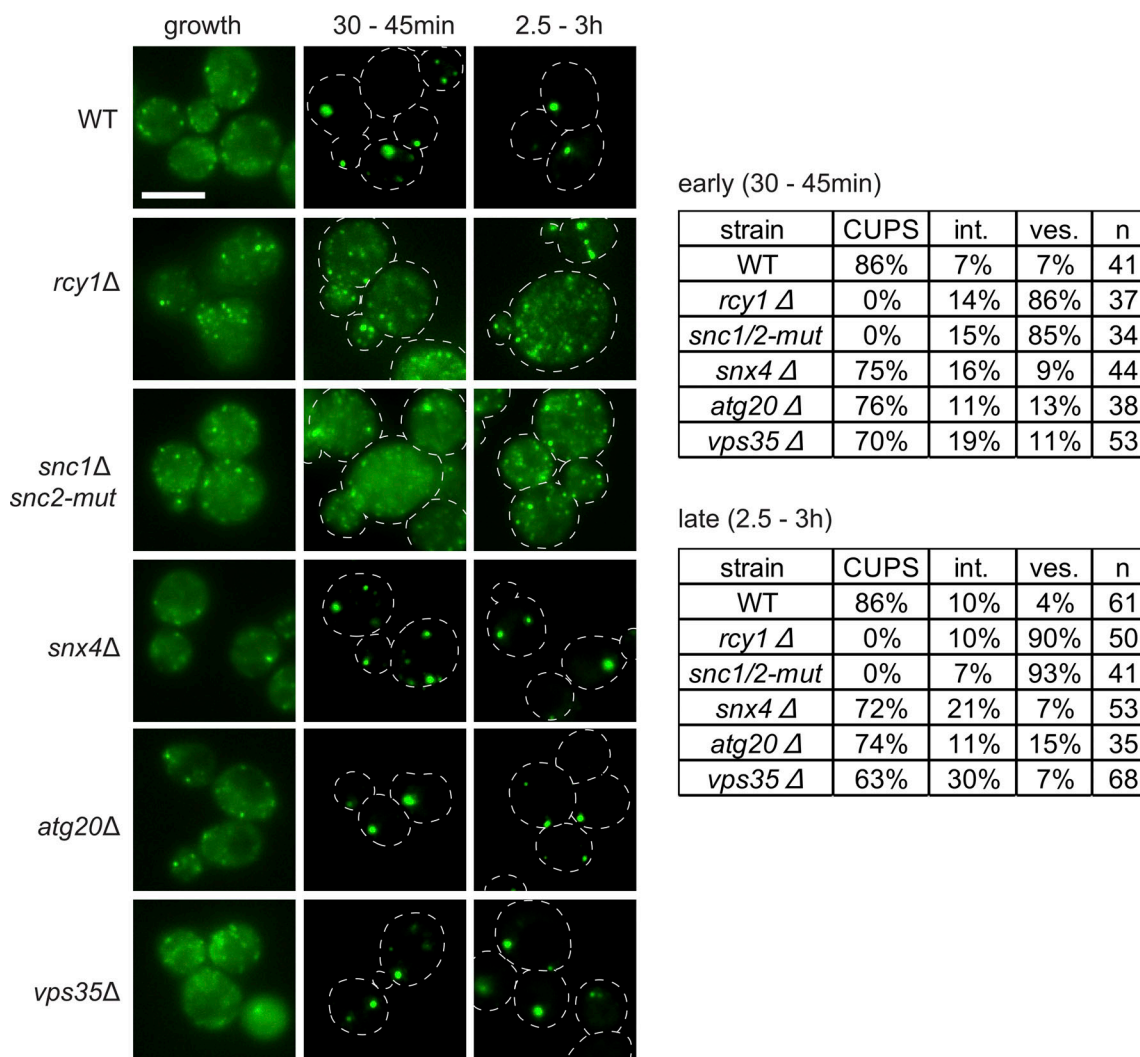 growth 30 - 45min 2.5 - 3h
WT
rcy1Δ
snc1Δ
snc2-mut
snx4Δ
atg20Δ
vps35Δ
early (30 - 45min)
strain CUPS int. ves. n
WT 86% 7% 7% 41
rcy1 Δ 0% 14% 86% 37
snc1/2-mut 0% 15% 85% 34
snx4 Δ 75% 16% 9% 44
atg20 Δ 76% 11% 13% 38
vps35 Δ 70% 19% 11% 53
late (2.5 - 3h)
strain CUPS int. ves. n
WT 86% 10% 4% 61
rcy1 Δ 0% 10% 90% 50
snc1/2-mut 0% 7% 93% 41
snx4 Δ 72% 21% 7% 53
atg20 Δ 74% 11% 15% 35
vps35 Δ 63% 30% 7% 68